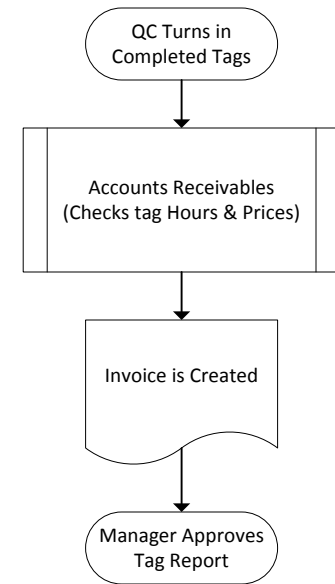 QC Turns in
Completed Tags
Accounts Receivables
(Checks tag Hours & Prices)
Invoice is Created
Manager Approves
Tag Report